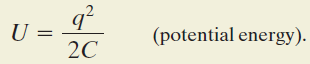 U = q²/2C (potential energy).